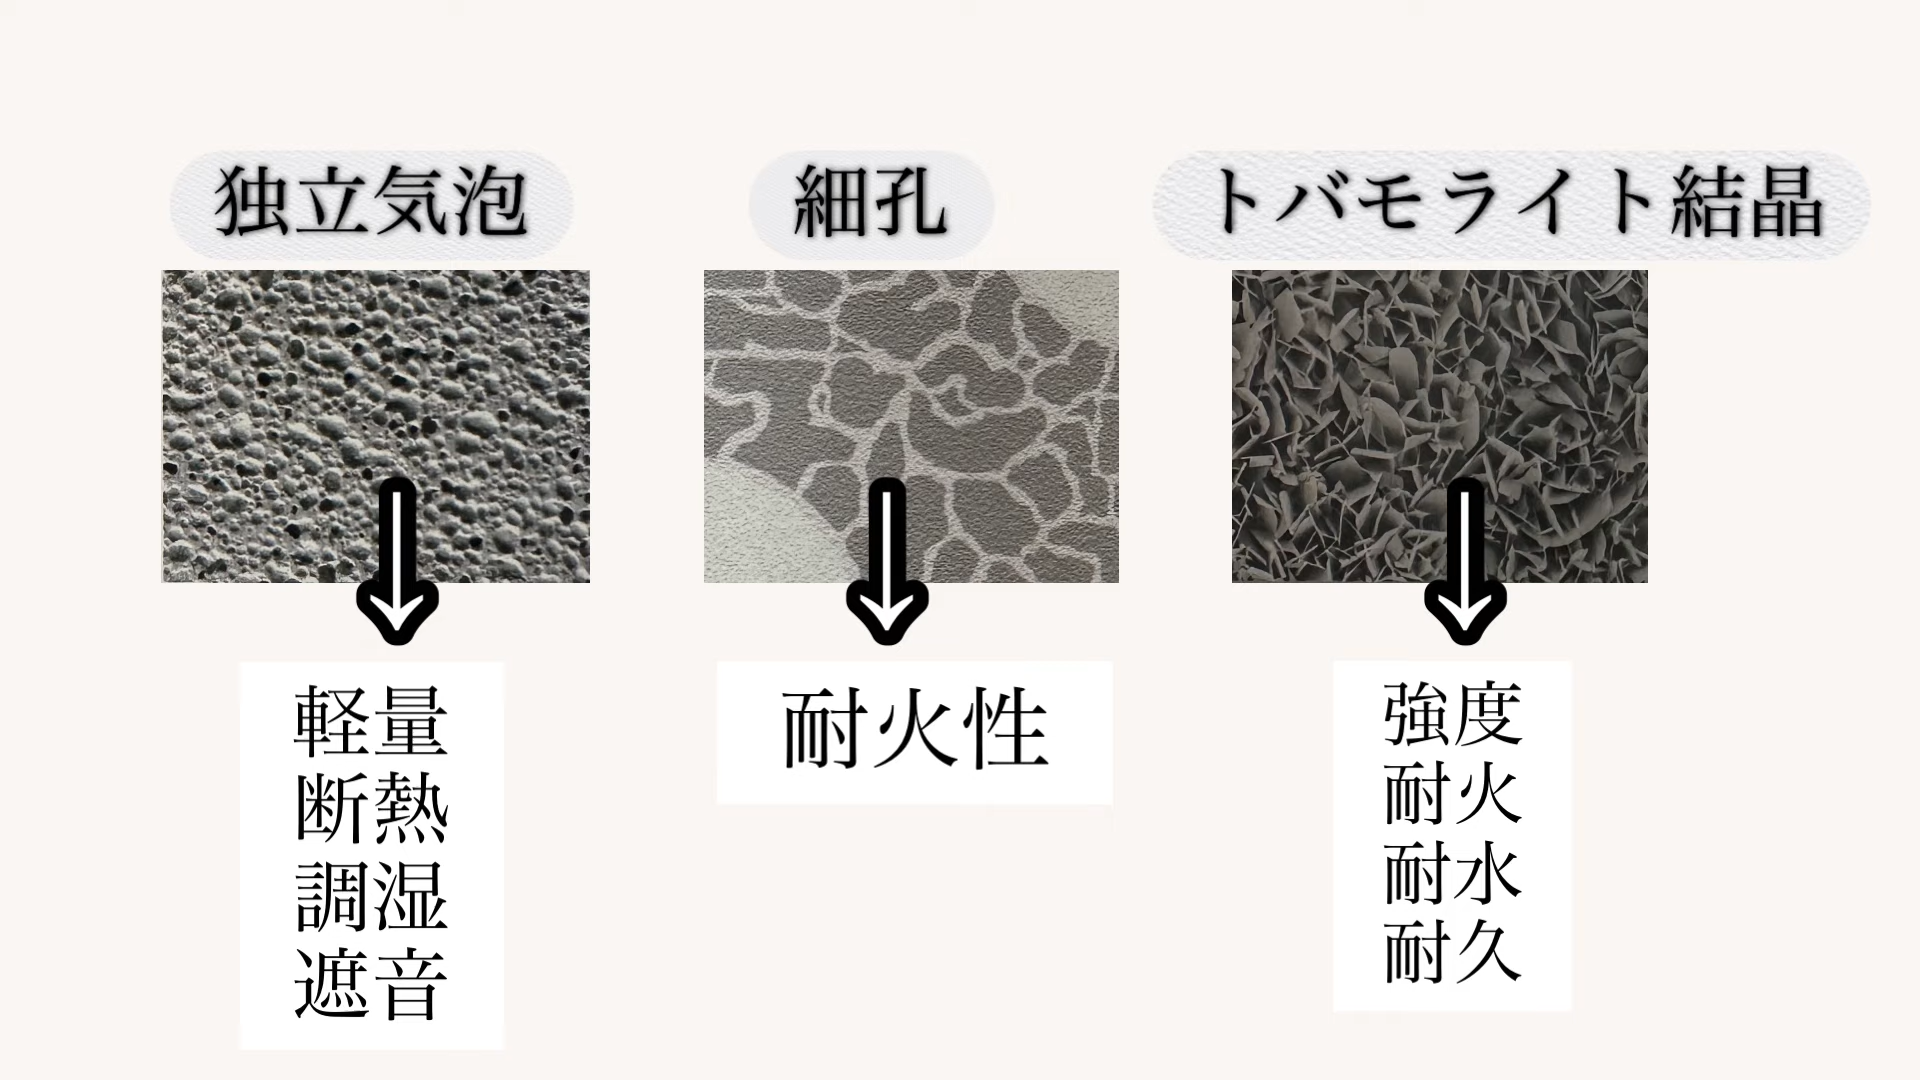 独立気泡
細孔
トバモライト結晶
軽量
断熱
調湿
遮音
耐火性
強度
耐火
耐水
耐久